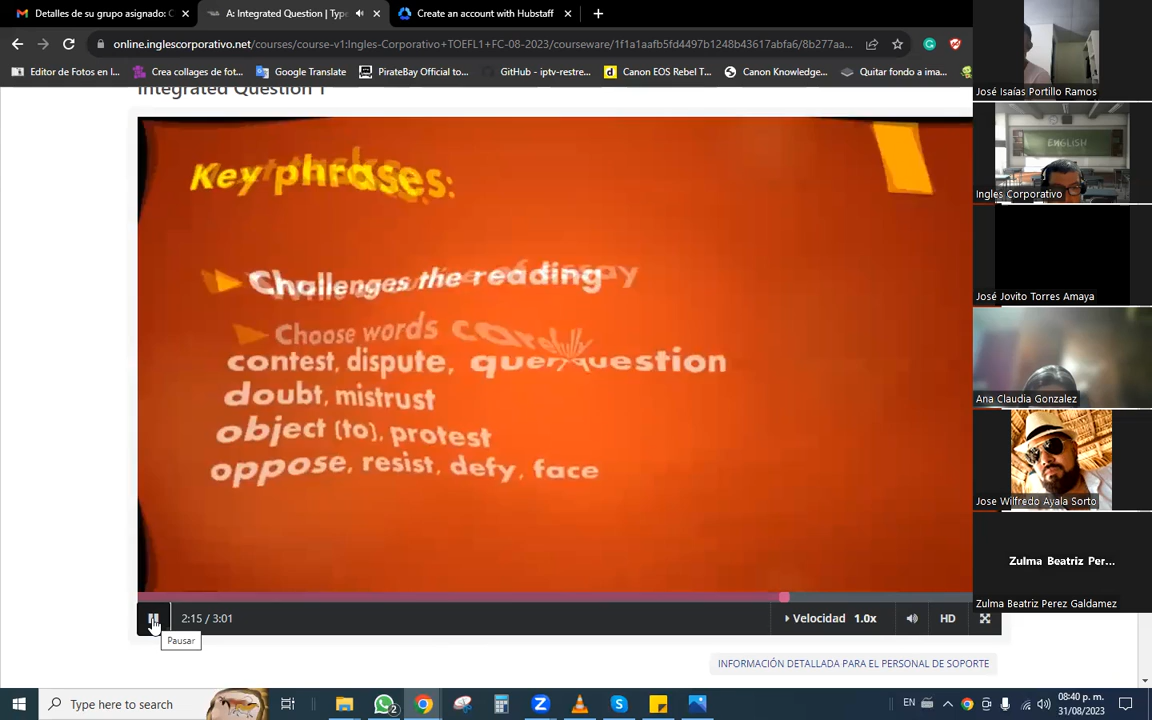 Detalles de su grupo asignado: C
A: Integrated Question | Type
Create an account with Hubstaff
online.inglescorporativo.net/courses/course-v1:Ingles-Corporativo+TOEFL1+FC-08-2023/courseware/1f1a1aafb5fd4497b1248b43617abfa6/8b277aa...
Editor de Fotos en l...
Crea collages de fot...
Google Translate
PirateBay Official to...
GitHub - iptv-restre...
Canon EOS Rebel T...
Canon Knowledge...
Quitar fondo a ima...
Integrated Question 1
Key phrases:
Challenges the reading
Choose words
contest, dispute, question
doubt, mistrust
object (to), protest
oppose, resist, defy, face
2:15 / 3:01
Velocidad 1.0x
HD
Pausar
INFORMACIÓN DETALLADA PARA EL PERSONAL DE SOPORTE
José Isaías Portillo Ramos
ENGLISH
Ingles Corporativo
José Jovito Torres Amaya
Ana Claudia Gonzalez
Jose Wilfredo Ayala Sorto
Zulma Beatriz Per...
Zulma Beatriz Perez Galdamez
Type here to search
2
EN
08:40 p. m.
31/08/2023